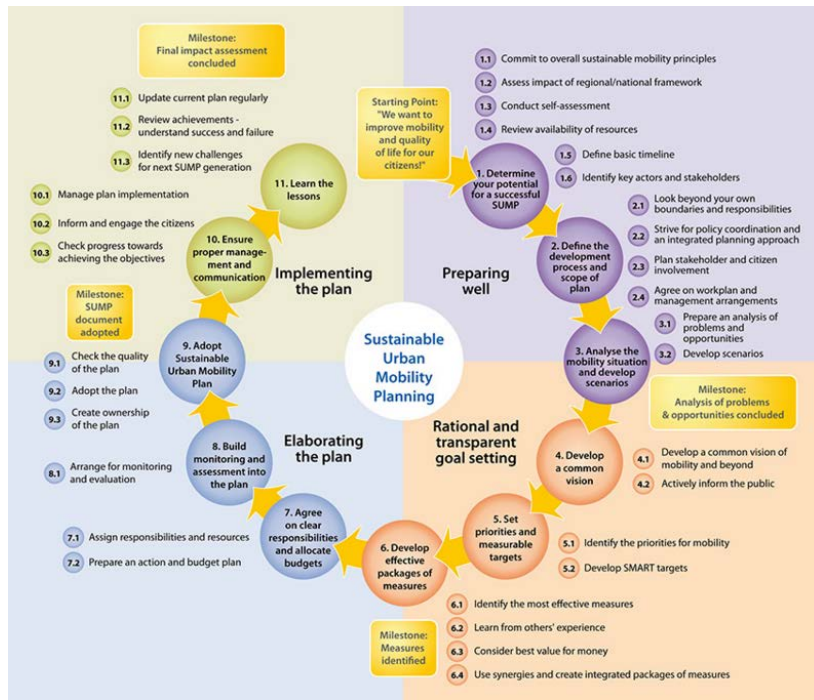 Milestone:
Final impact assessment
concluded
11.1 Update current plan regularly
11.2 Review achievements -
understand success and failure
11.3 Identify new challenges
for next SUMP generation
10.1 Manage plan implementation
10.2 Inform and engage the citizens
10.3 Check progress towards
achieving the objectives
11. Learn the
lessons
10. Ensure
proper manage-
ment and
communication
Implementing
the plan
Starting Point:
"We want to
improve mobility
and quality
of life for our
citizens!"
1.1 Commit to overall sustainable mobility principles
1.2 Assess impact of regional/national framework
1.3 Conduct self-assessment
1.4 Review availability of resources
1.5 Define basic timeline
1.6 Identify key actors and stakeholders
1. Determine
your potential
for a successful
SUMP
2.1 Look beyond your own
boundaries and responsibilities
2.2 Strive for policy coordination and
an integrated planning approach
2.3 Plan stakeholder and citizen
involvement
2.4 Agree on workplan and
management arrangements
2. Define the
development
process and
scope of
plan
Preparing
well
3.1 Prepare an analysis of
problems and
opportunities
3.2 Develop scenarios
3. Analyse the
mobility situation
and develop
scenarios
Milestone:
Analysis of problems
& opportunities concluded
Sustainable
Urban
Mobility
Planning
Milestone:
SUMP
document
adopted
9.1 Check the quality
of the plan
9.2 Adopt the plan
9.3 Create ownership
of the plan
9. Adopt
Sustainable
Urban Mobility
Plan
8.1 Arrange for monitoring
and evaluation
8. Build
monitoring and
assessment into
the plan
Elaborating
the plan
7.1 Assign responsibilities and resources
7.2 Prepare an action and budget plan
7. Agree
on clear
responsibilities
and allocate
budgets
Rational and
transparent
goal setting
4. Develop
a common
vision
4.1 Develop a common vision of
mobility and beyond
4.2 Actively inform the public
5. Set
priorities and
measurable
targets
5.1 Identify the priorities for mobility
5.2 Develop SMART targets
6. Develop
effective
packages of
measures
6.1 Identify the most effective measures
6.2 Learn from others' experience
6.3 Consider best value for money
6.4 Use synergies and create integrated packages of measures
Milestone:
Measures
identified